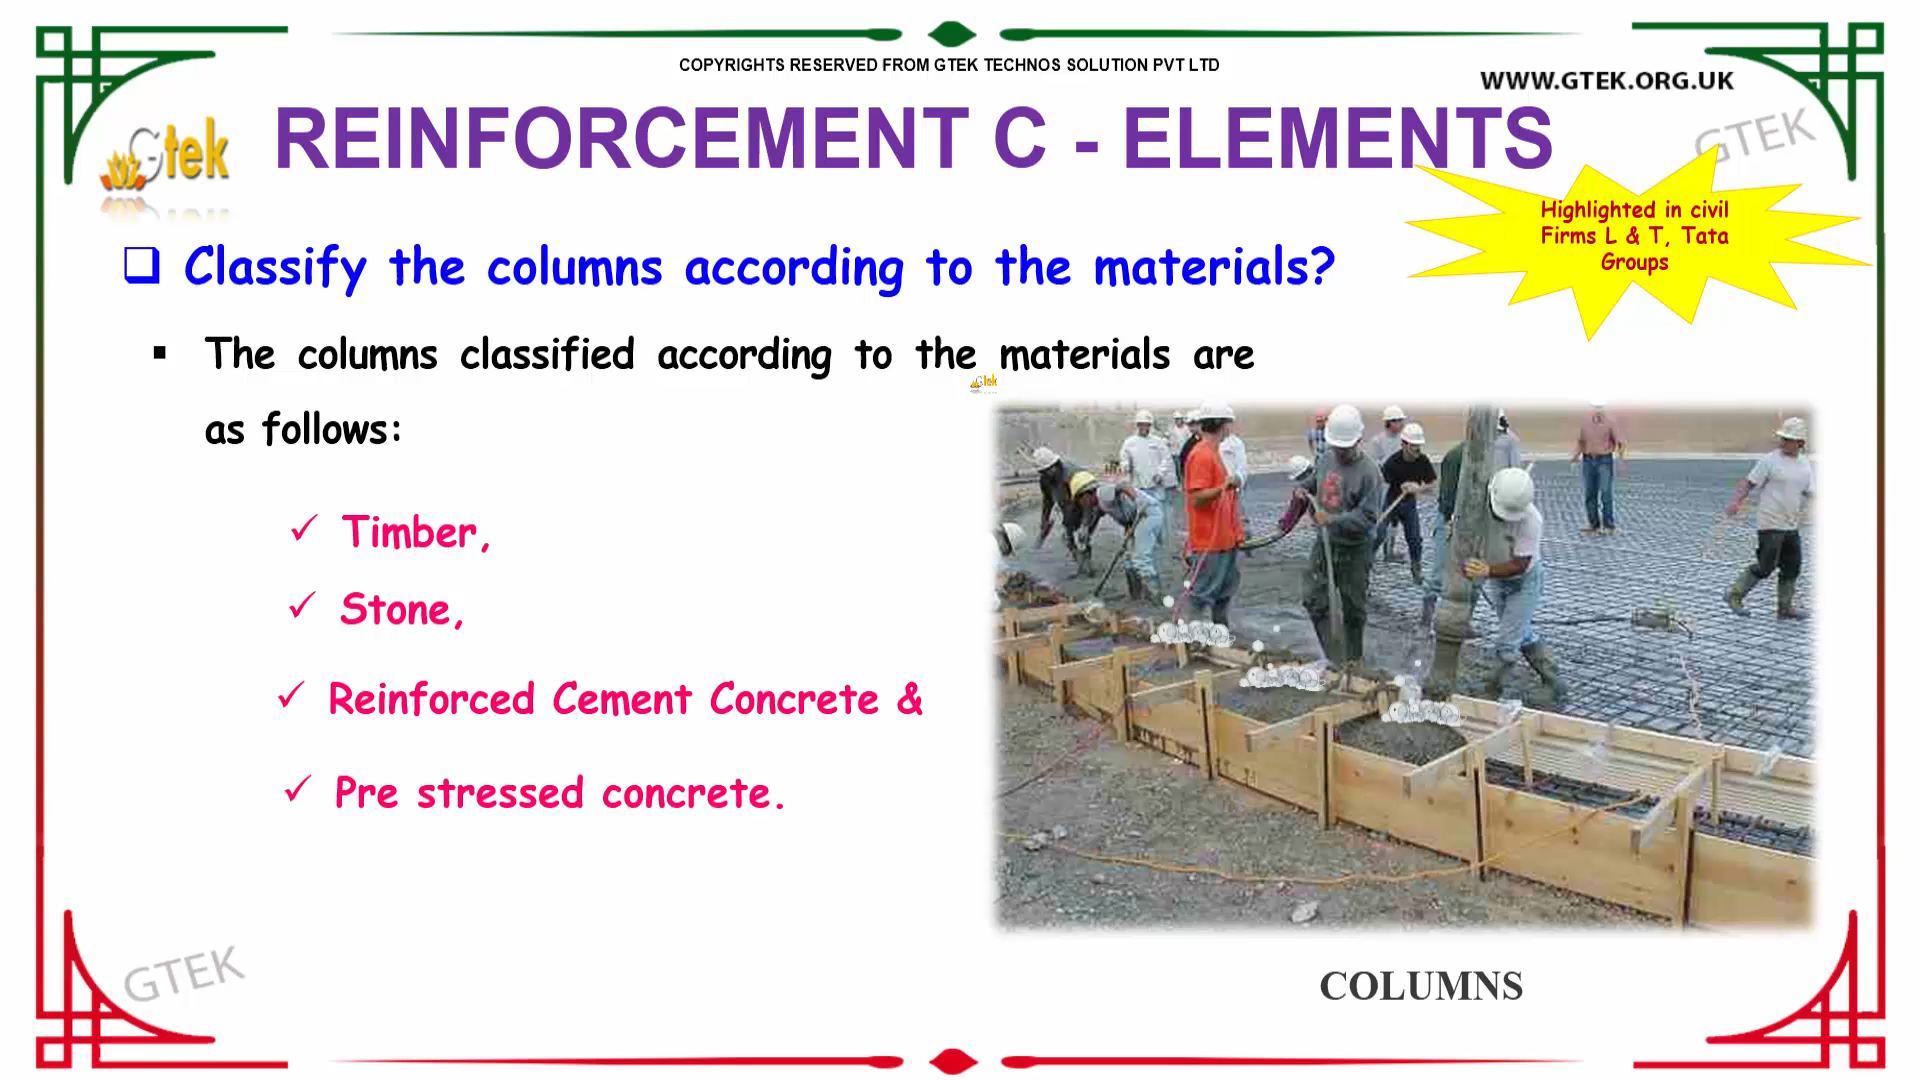 COPYRIGHTS RESERVED FROM GTEK TECHNOS SOLUTION PVT LTD
WWW.GTEK.ORG.UK
Gtek
REINFORCEMENT C - ELEMENTS
GTEK
Highlighted in civil
Firms L & T, Tata
Groups
Classify the columns according to the materials?
The columns classified according to the materials are
Gtek
as follows:
Timber,
Stone,
Reinforced Cement Concrete &
Pre stressed concrete.
GTEK
COLUMNS